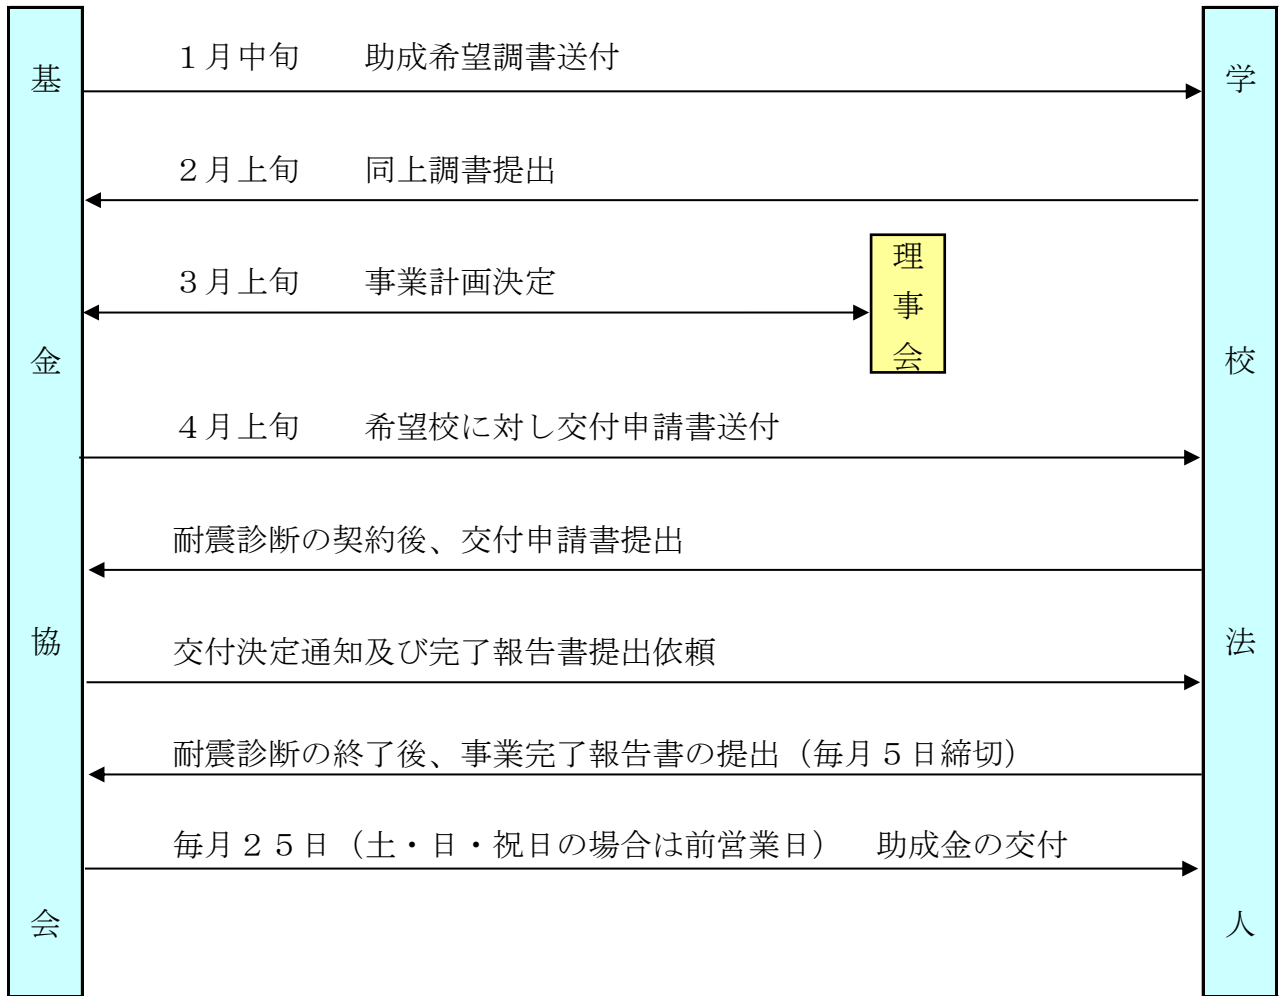 基金協会
学校法人
１月中旬　　助成希望調書送付
２月上旬　　同上調書提出
３月上旬　　事業計画決定
理事会
４月上旬　　希望校に対し交付申請書送付
耐震診断の契約後、交付申請書提出
交付決定通知及び完了報告書提出依頼
耐震診断の終了後、事業完了報告書の提出（毎月５日締切）
毎月２５日（土・日・祝日の場合は前営業日）　助成金の交付